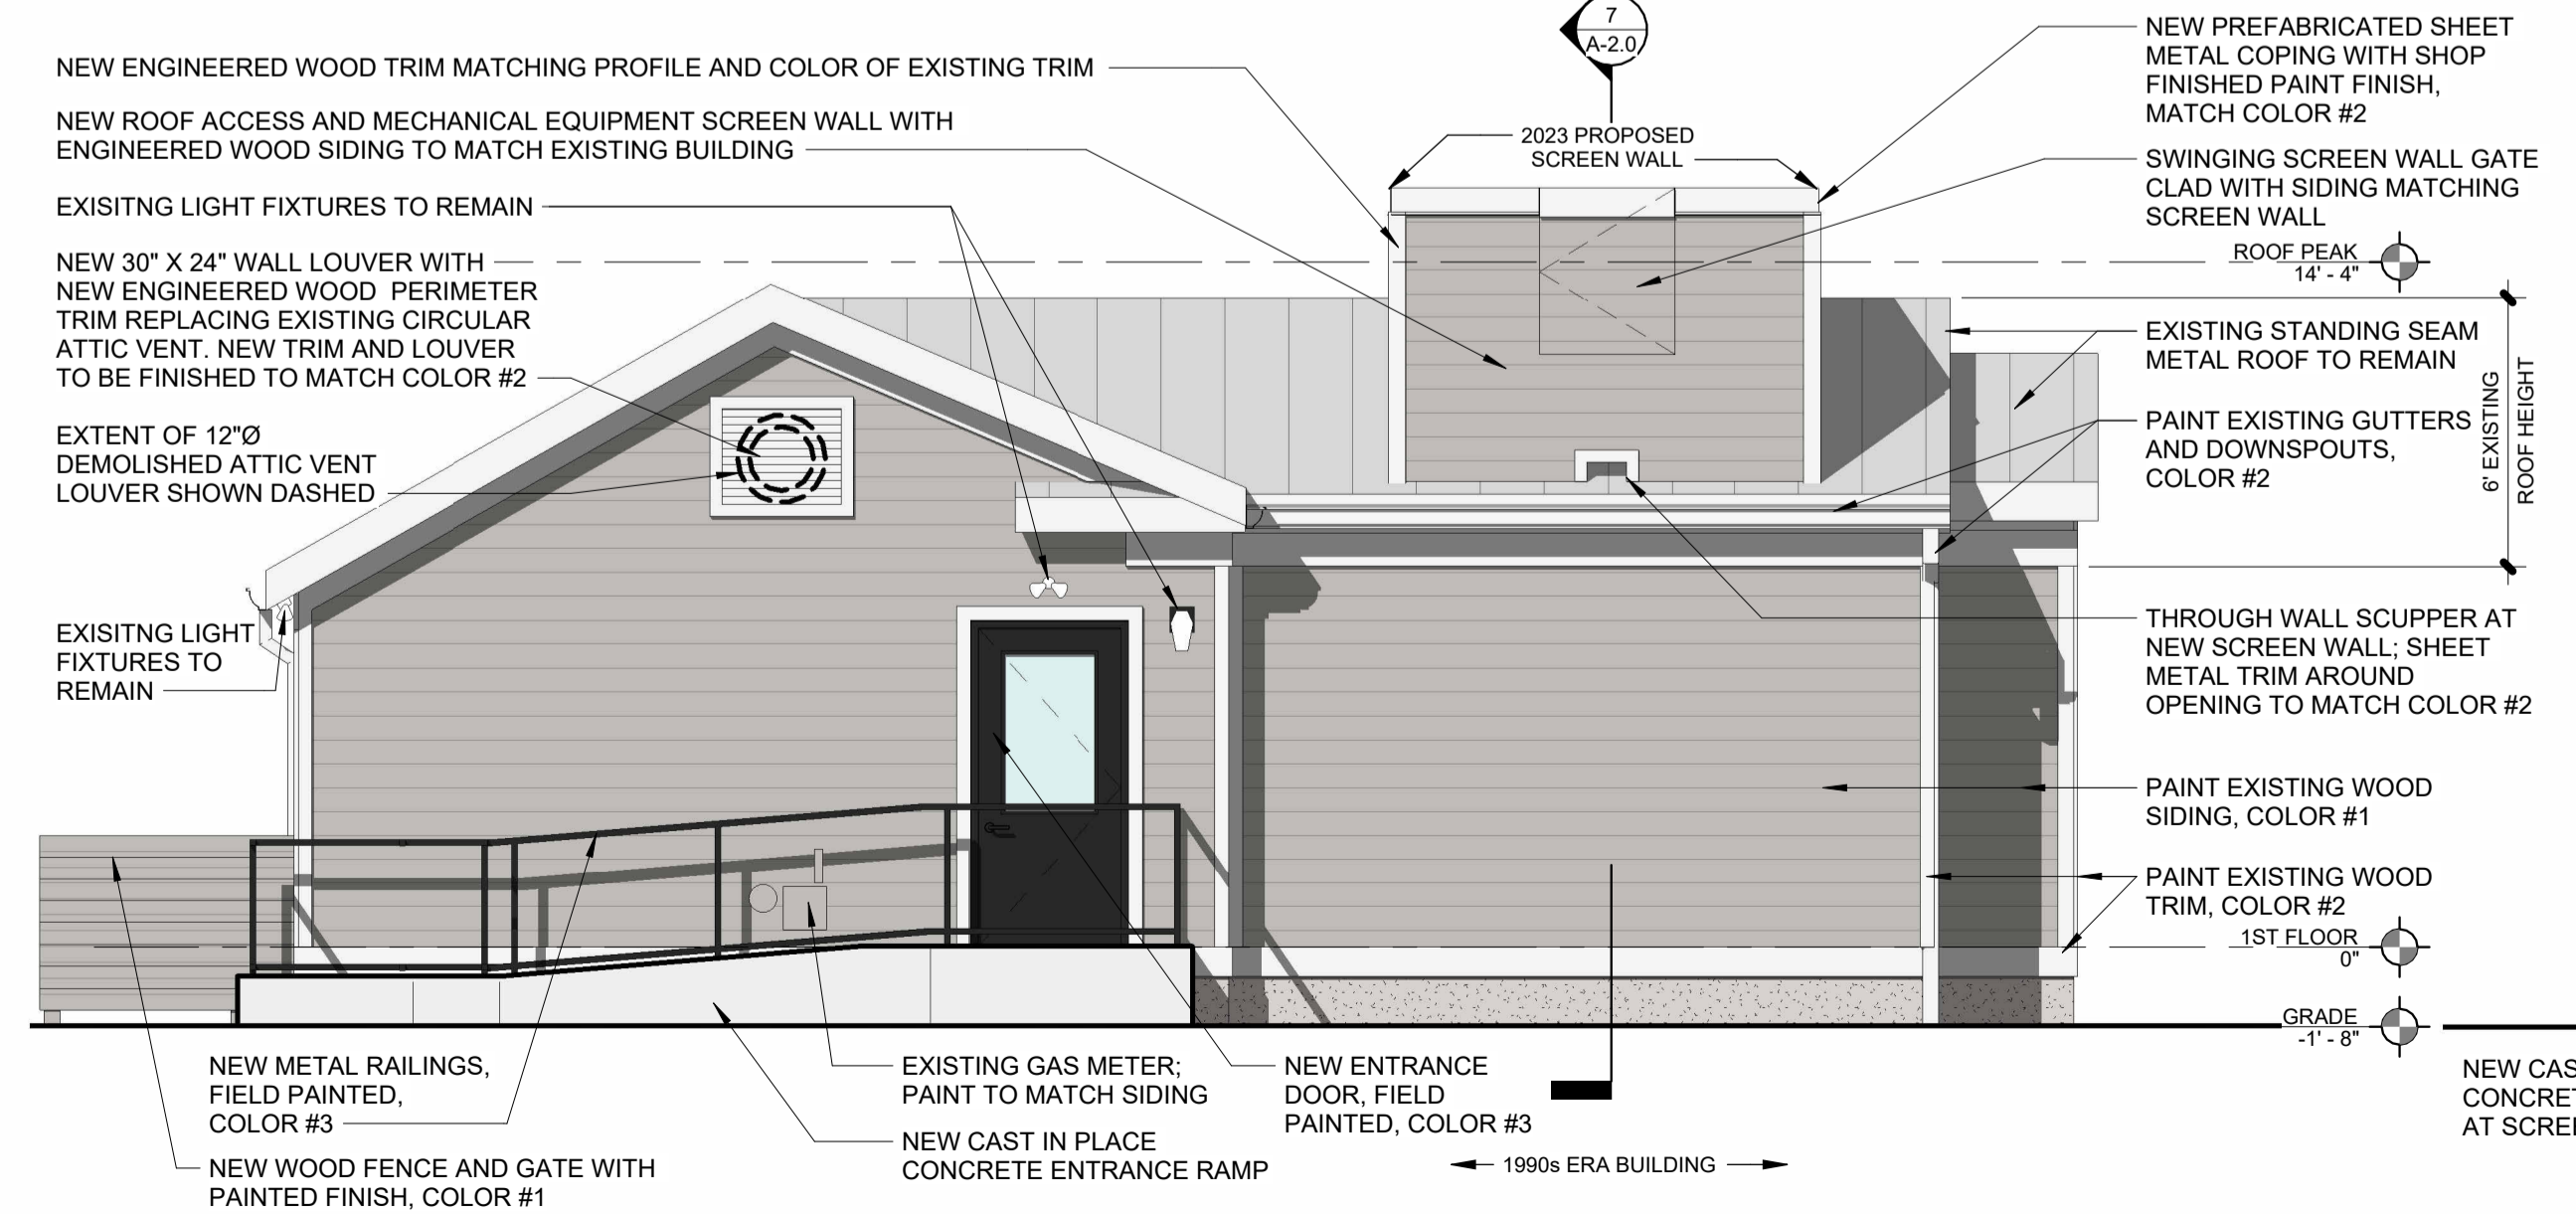 7
A-2.0
NEW ENGINEERED WOOD TRIM MATCHING PROFILE AND COLOR OF EXISTING TRIM
NEW ROOF ACCESS AND MECHANICAL EQUIPMENT SCREEN WALL WITH
ENGINEERED WOOD SIDING TO MATCH EXISTING BUILDING
EXISITNG LIGHT FIXTURES TO REMAIN
NEW 30" X 24" WALL LOUVER WITH
NEW ENGINEERED WOOD PERIMETER
TRIM REPLACING EXISTING CIRCULAR
ATTIC VENT. NEW TRIM AND LOUVER
TO BE FINISHED TO MATCH COLOR #2
EXTENT OF 12"Ø
DEMOLISHED ATTIC VENT
LOUVER SHOWN DASHED
EXISITNG LIGHT
FIXTURES TO
REMAIN
2023 PROPOSED
SCREEN WALL
NEW PREFABRICATED SHEET
METAL COPING WITH SHOP
FINISHED PAINT FINISH,
MATCH COLOR #2
SWINGING SCREEN WALL GATE
CLAD WITH SIDING MATCHING
SCREEN WALL
ROOF PEAK
14' - 4"
EXISTING STANDING SEAM
METAL ROOF TO REMAIN
PAINT EXISTING GUTTERS
AND DOWNSPOUTS,
COLOR #2
6' EXISTING
ROOF HEIGHT
THROUGH WALL SCUPPER AT
NEW SCREEN WALL; SHEET
METAL TRIM AROUND
OPENING TO MATCH COLOR #2
PAINT EXISTING WOOD
SIDING, COLOR #1
PAINT EXISTING WOOD
TRIM, COLOR #2
1ST FLOOR
0"
GRADE
-1' - 8"
NEW METAL RAILINGS,
FIELD PAINTED,
COLOR #3
NEW WOOD FENCE AND GATE WITH
PAINTED FINISH, COLOR #1
EXISTING GAS METER;
PAINT TO MATCH SIDING
NEW CAST IN PLACE
CONCRETE ENTRANCE RAMP
NEW ENTRANCE
DOOR, FIELD
PAINTED, COLOR #3
1990s ERA BUILDING
NEW CAS
CONCRE
AT SCRE